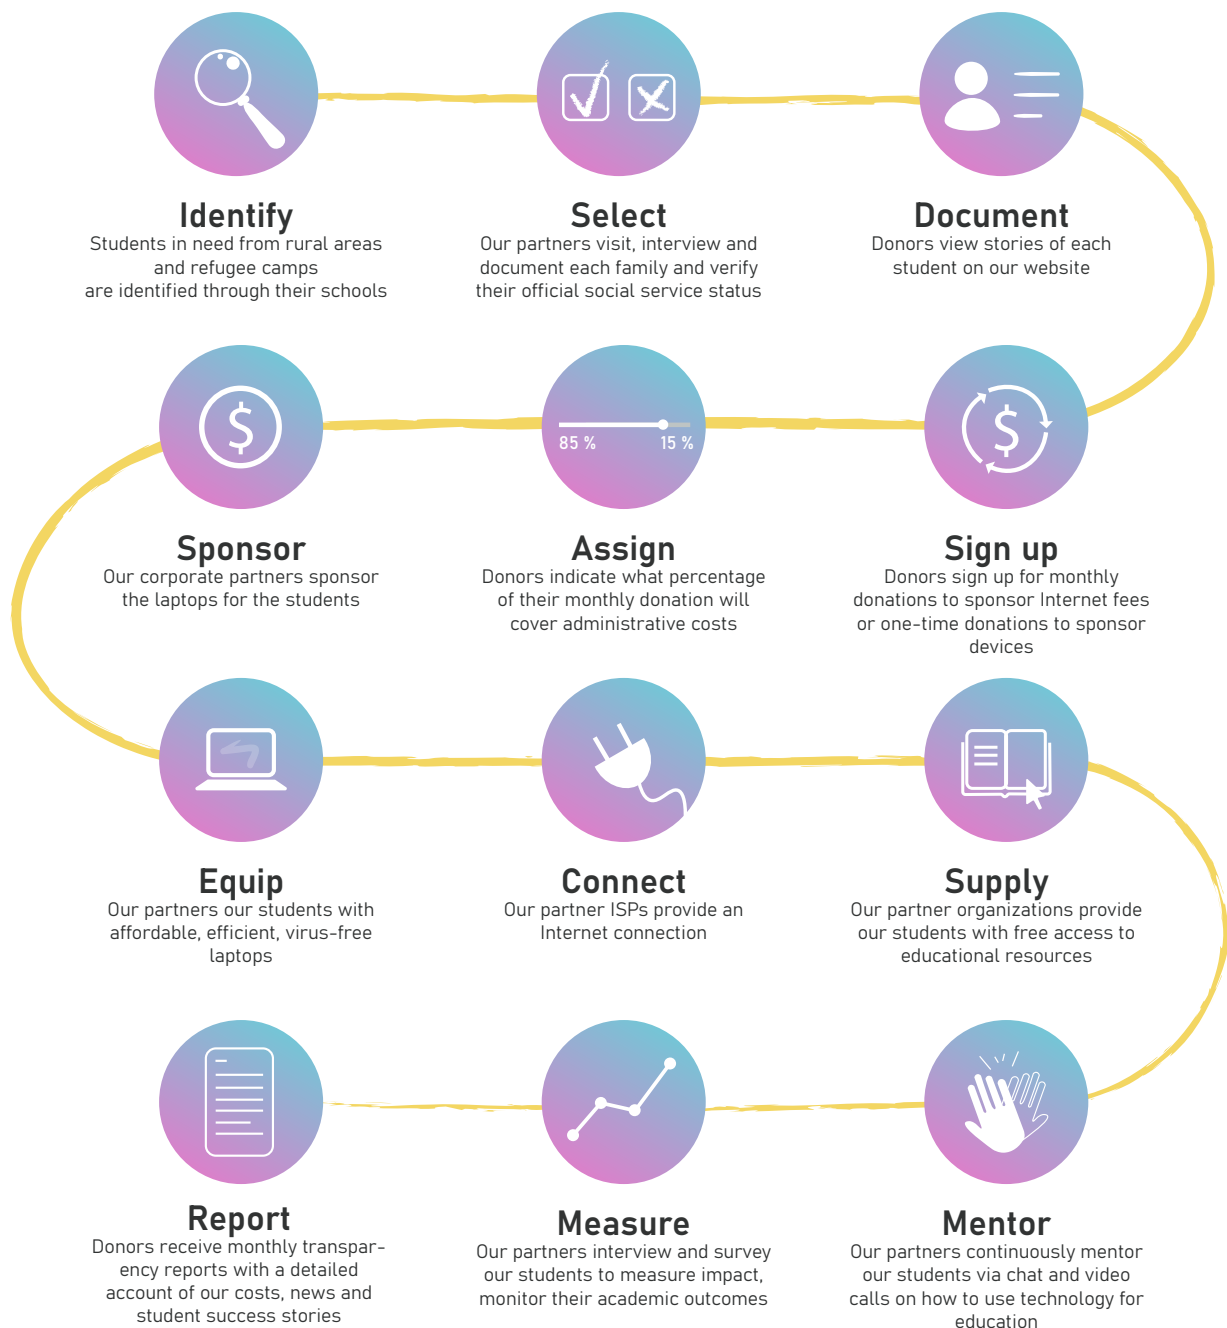 Identify
Students in need from rural areas
and refugee camps
are identified through their schools
Select
Our partners visit, interview and
document each family and verify
their official social service status
Document
Donors view stories of each
student on our website
Sponsor
Our corporate partners sponsor
the laptops for the students
85 % 15 %
Assign
Donors indicate what percentage
of their monthly donation will
cover administrative costs
Sign up
Donors sign up for monthly
donations to sponsor Internet fees
or one-time donations to sponsor
devices
Equip
Our partners our students with
affordable, efficient, virus-free
laptops
Connect
Our partner ISPs provide an
Internet connection
Supply
Our partner organizations provide
our students with free access to
educational resources
Report
Donors receive monthly transpar-
ency reports with a detailed
account of our costs, news and
student success stories
Measure
Our partners interview and survey
our students to measure impact,
monitor their academic outcomes
Mentor
Our partners continuously mentor
our students via chat and video
calls on how to use technology for
education